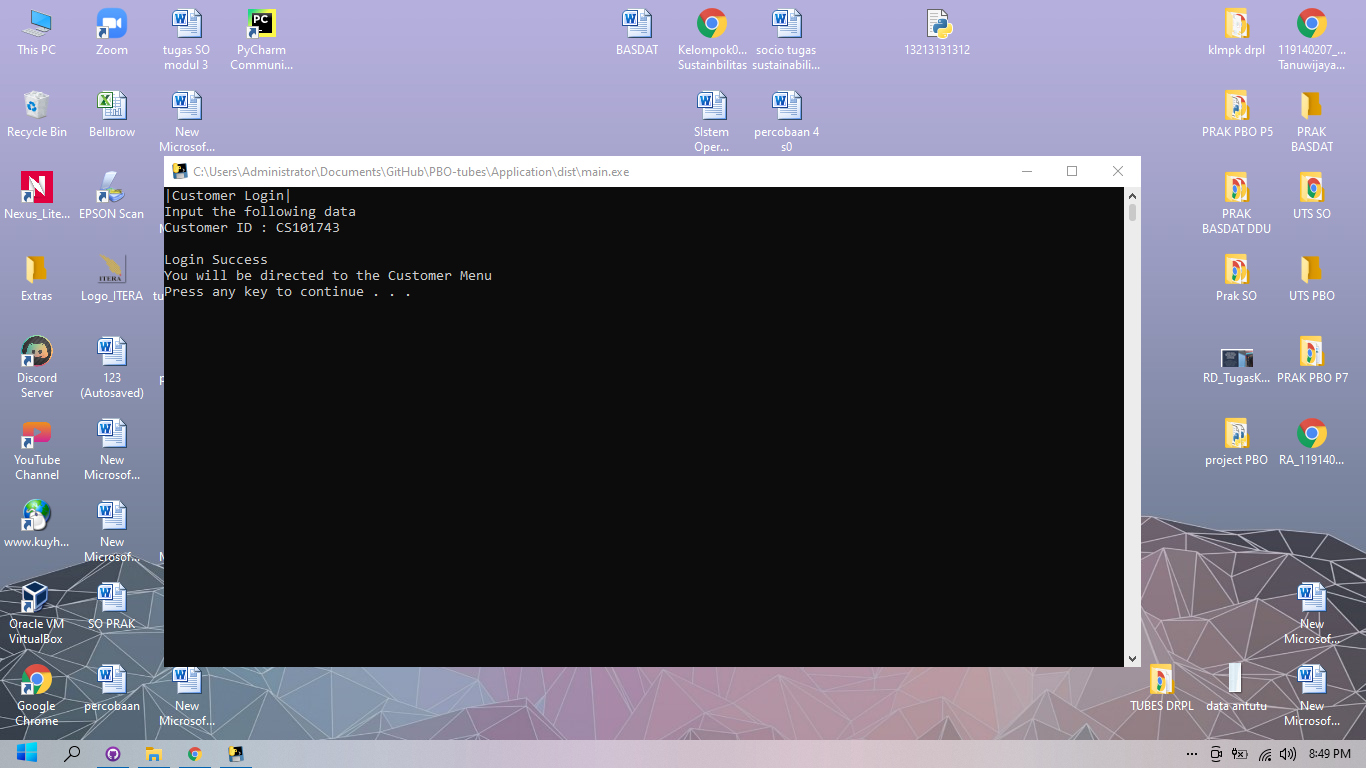 This PC
Zoom
tugas SO
modul 3
PyCharm
Communi...
BASDAT
Kelompok0...
Sustainbilitas
socio tugas
sustainabili...
13213131312
klmpk drpl
119140207_...
Tanuwijaya...
Recycle Bin
Bellbrow
New
Microsof...
SIstem
Oper...
percobaan 4
s0
PRAK PBO P5
PRAK
BASDAT
C:\Users\Administrator\Documents\GitHub\PBO-tubes\Application\dist\main.exe
|Customer Login|
Input the following data
Customer ID : CS101743
Login Success
You will be directed to the Customer Menu
Press any key to continue . . .
Nexus_Lite...
EPSON Scan
PRAK
BASDAT DDU
UTS SO
Extras
Logo_ITERA
ITERA
tu
Prak SO
UTS PBO
Discord
Server
123
(Autosaved)
RD_TugasK...
PRAK PBO P7
YouTube
Channel
New
Microsof...
project PBO
RA_119140...
www.kuyh...
New
Microsof...
Oracle VM
VirtualBox
SO PRAK
New
Microsof...
Google
Chrome
percobaan
New
Microsof...
TUBES DRPL
data antutu
New
Microsof...
8:49 PM